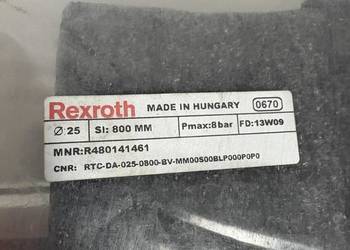 Rexroth MADE IN HUNGARY 0670
Ø 25 SI: 800 MM Pmax:8bar FD:13W09
MNR:R480141461
CNR: RTC-DA-025-0800-BV-MM00S00BLP000P0P0